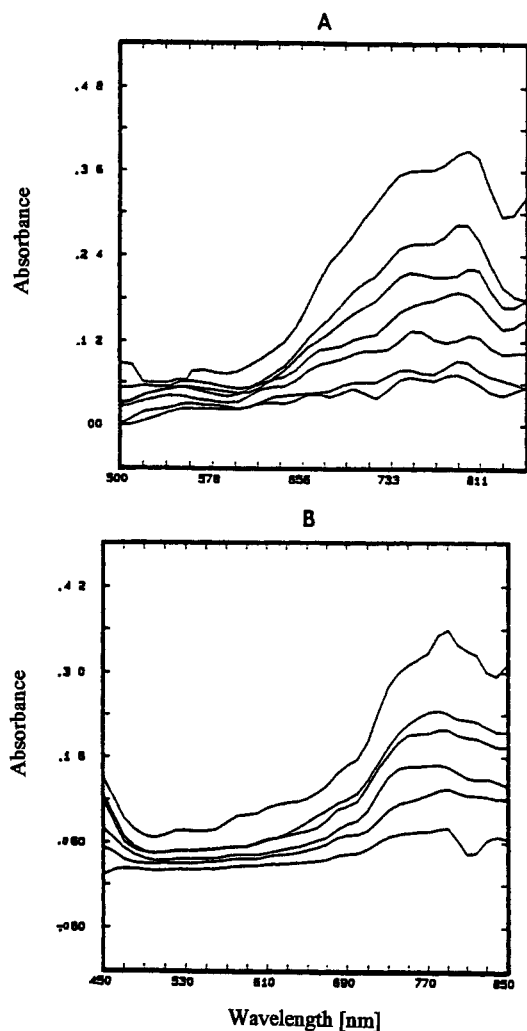 A
.48
.36
.24
.12
00
Absorbance
500 578 656 733 811
B
.42
.30
.18
.060
-.060
Absorbance
450 530 610 690 770 850
Wavelength [nm]